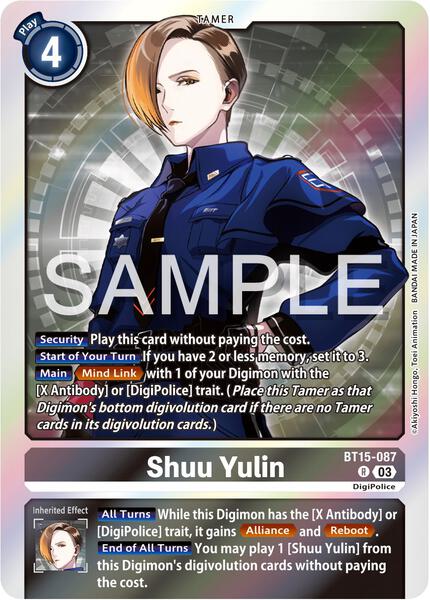 TAMER
Play
4
SAMPLE
Security Play this card without paying the cost.
Start of Your Turn If you have 2 or less memory, set it to 3.
Main Mind Link with 1 of your Digimon with the
[X Antibody] or [DigiPolice] trait. (Place this Tamer as that
Digimon's bottom digivolution card if there are no Tamer
cards in its digivolution cards.)
©Akiyoshi Hongo, Toei Animation BANDAI MADE IN JAPAN
Shuu Yulin
BT15-087
R 03
DigiPolice
Inherited Effect
All Turns While this Digimon has the [X Antibody] or
[DigiPolice] trait, it gains Alliance and Reboot.
End of All Turns You may play 1 [Shuu Yulin] from
this Digimon's digivolution cards without paying
the cost.